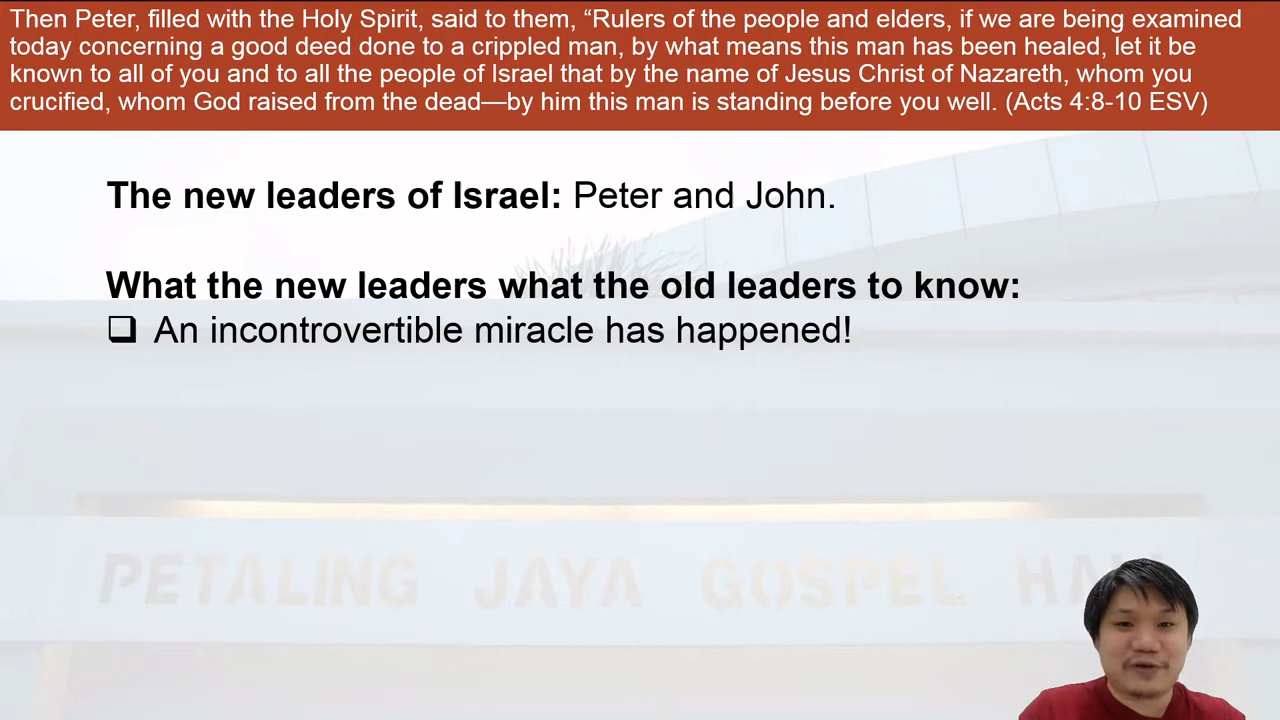 Then Peter, filled with the Holy Spirit, said to them, “Rulers of the people and elders, if we are being examined
today concerning a good deed done to a crippled man, by what means this man has been healed, let it be
known to all of you and to all the people of Israel that by the name of Jesus Christ of Nazareth, whom you
crucified, whom God raised from the dead—by him this man is standing before you well. (Acts 4:8-10 ESV)
The new leaders of Israel: Peter and John.
What the new leaders what the old leaders to know:
❑ An incontrovertible miracle has happened!
PETALING JAYA GOSPEL